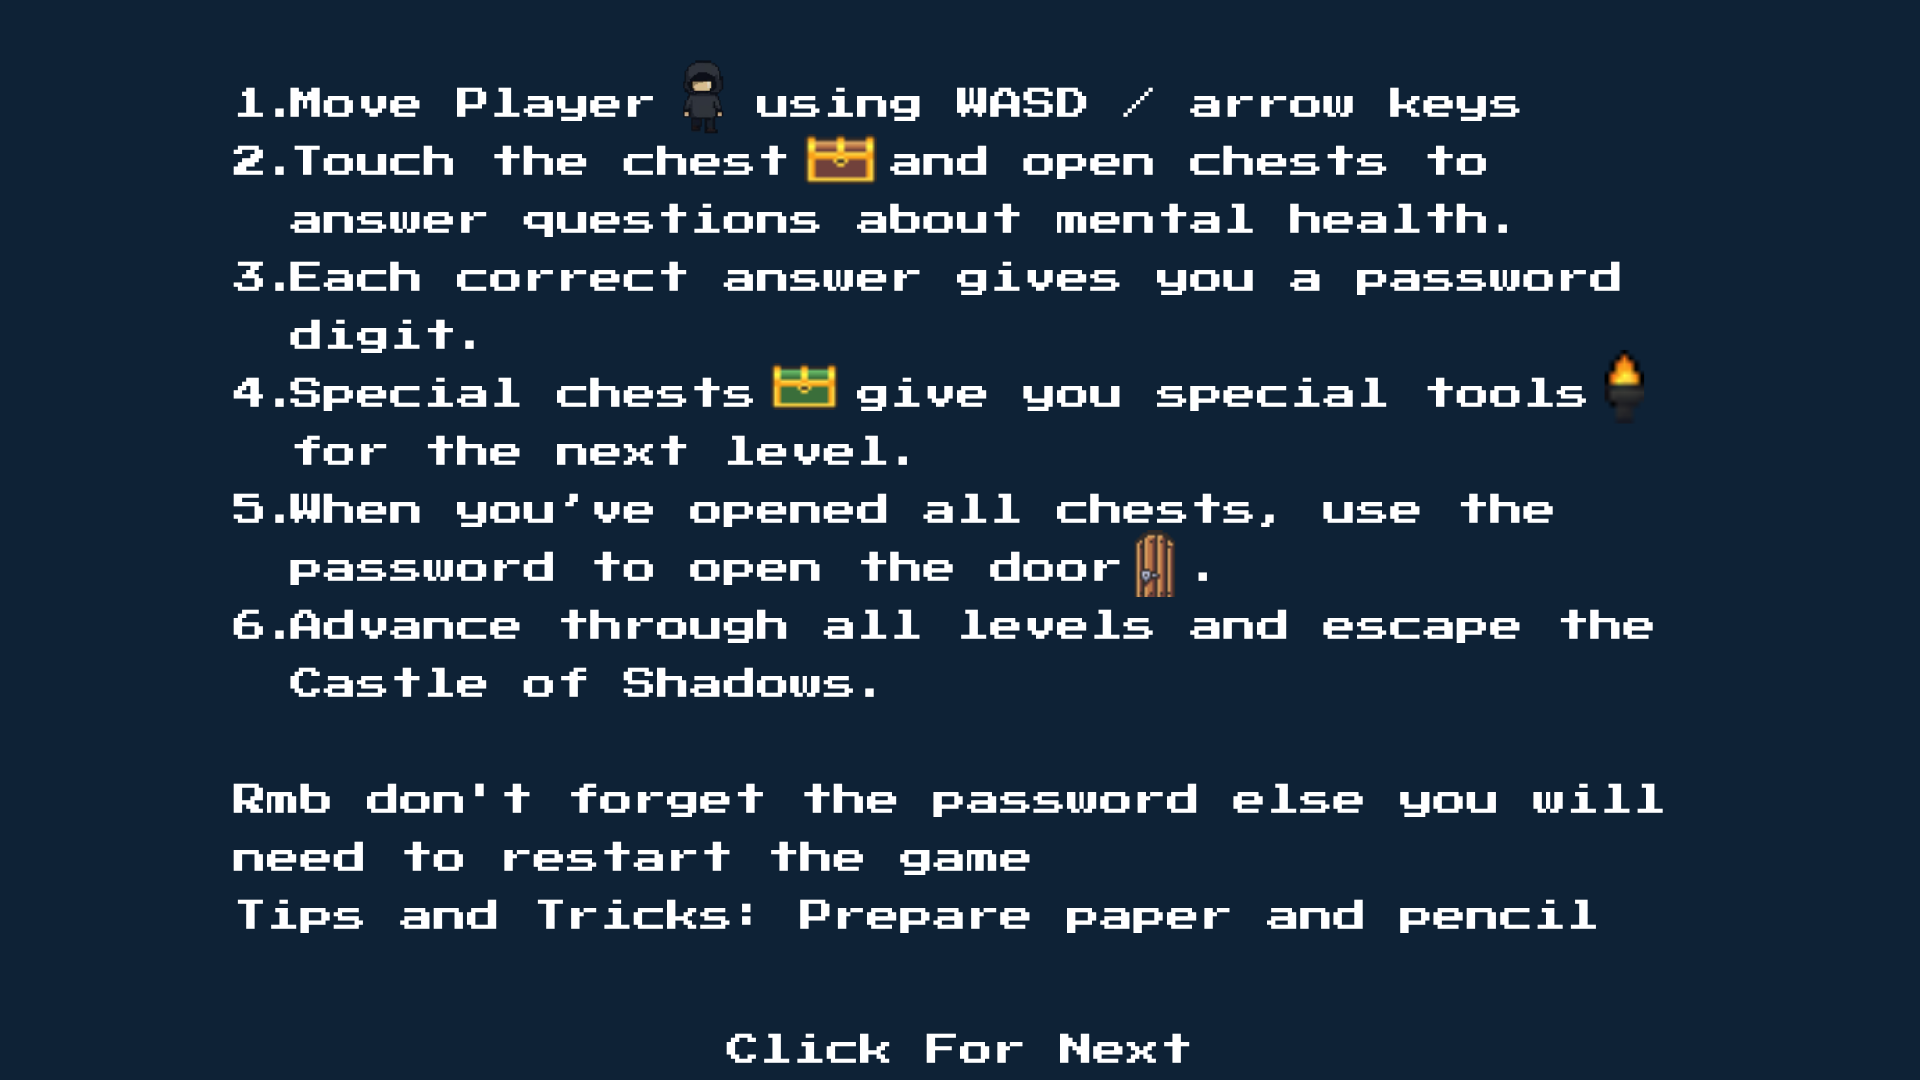 1.Move Player using WASD / arrow keys
2.Touch the chest and open chests to
answer questions about mental health.
3.Each correct answer gives you a password
digit.
4.Special chests give you special tools
for the next level.
5.When you’ve opened all chests, use the
password to open the door .
6.Advance through all levels and escape the
Castle of Shadows.
Rmb don't forget the password else you will
need to restart the game
Tips and Tricks: Prepare paper and pencil
Click For Next